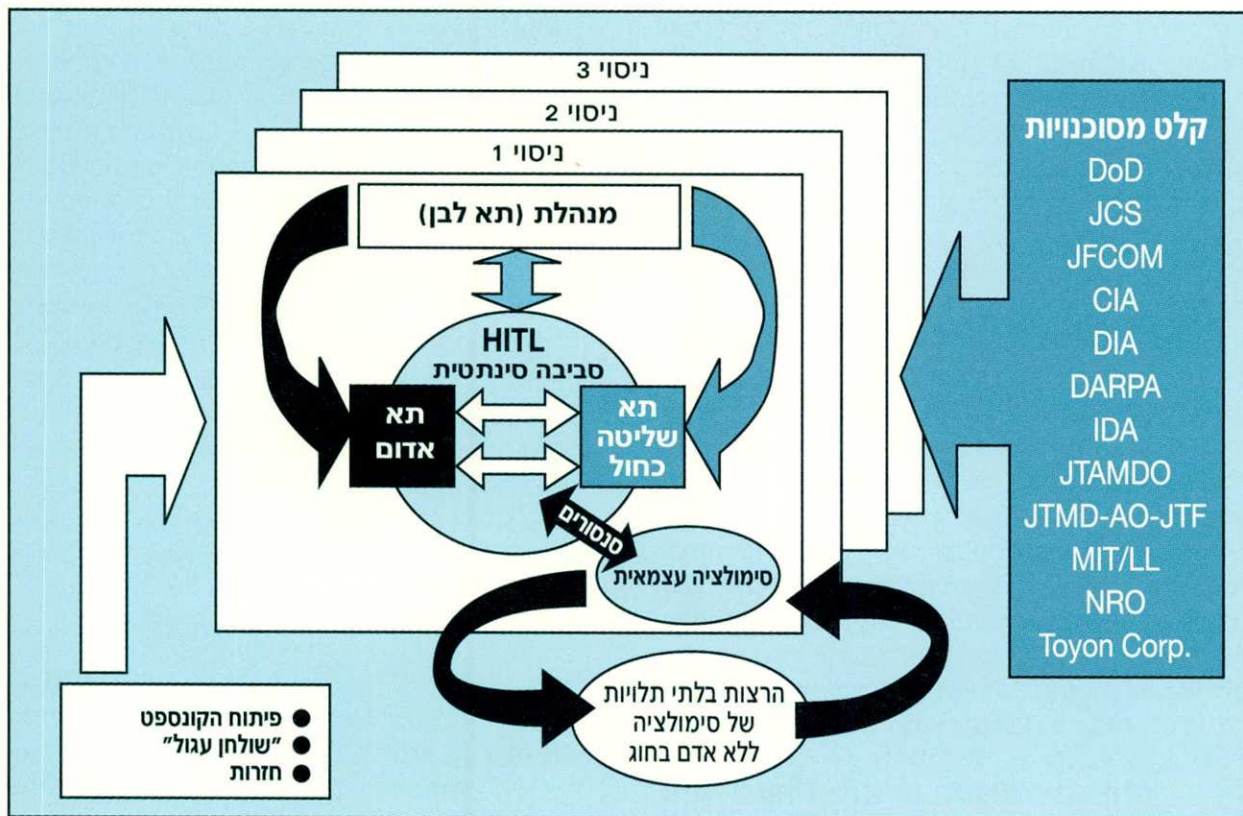 ניסוי 3
ניסוי 2
ניסוי 1
מנהלת (תא לבן)
HITL
סביבה סינתטית
תא
אדום
תא
שליטה
כחול
סנסורים
סימולציה עצמאית
הרצות בלתי תלויות
של סימולציה
ללא אדם בחוג
קלט מסוכנויות
DoD
JCS
JFCOM
CIA
DIA
DARPA
IDA
JTAMDO
JTMD-AO-JTF
MIT/LL
NRO
Toyon Corp.
● פיתוח הקונספט
● "שולחן עגול"
● חזרות